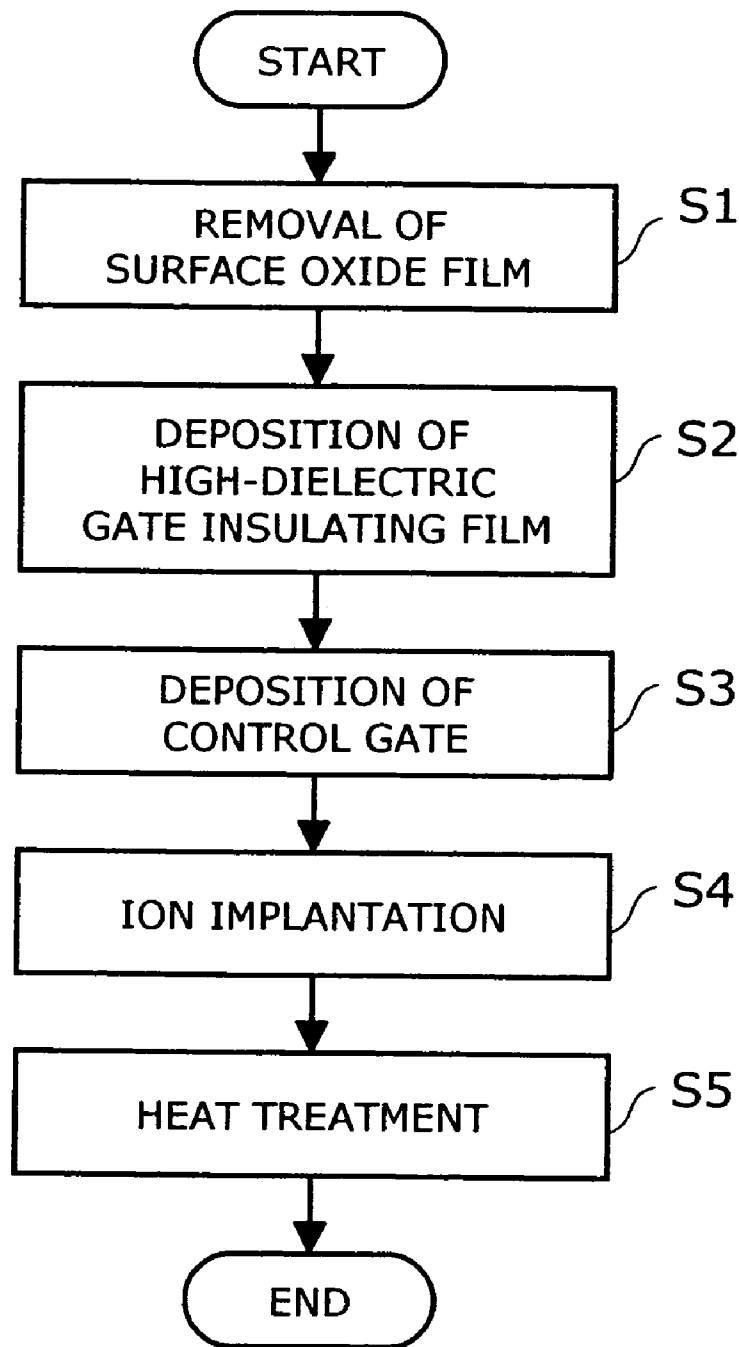 START
REMOVAL OF
SURFACE OXIDE FILM
S1
DEPOSITION OF
HIGH-DIELECTRIC
GATE INSULATING FILM
S2
DEPOSITION OF
CONTROL GATE
S3
ION IMPLANTATION
S4
HEAT TREATMENT
S5
END